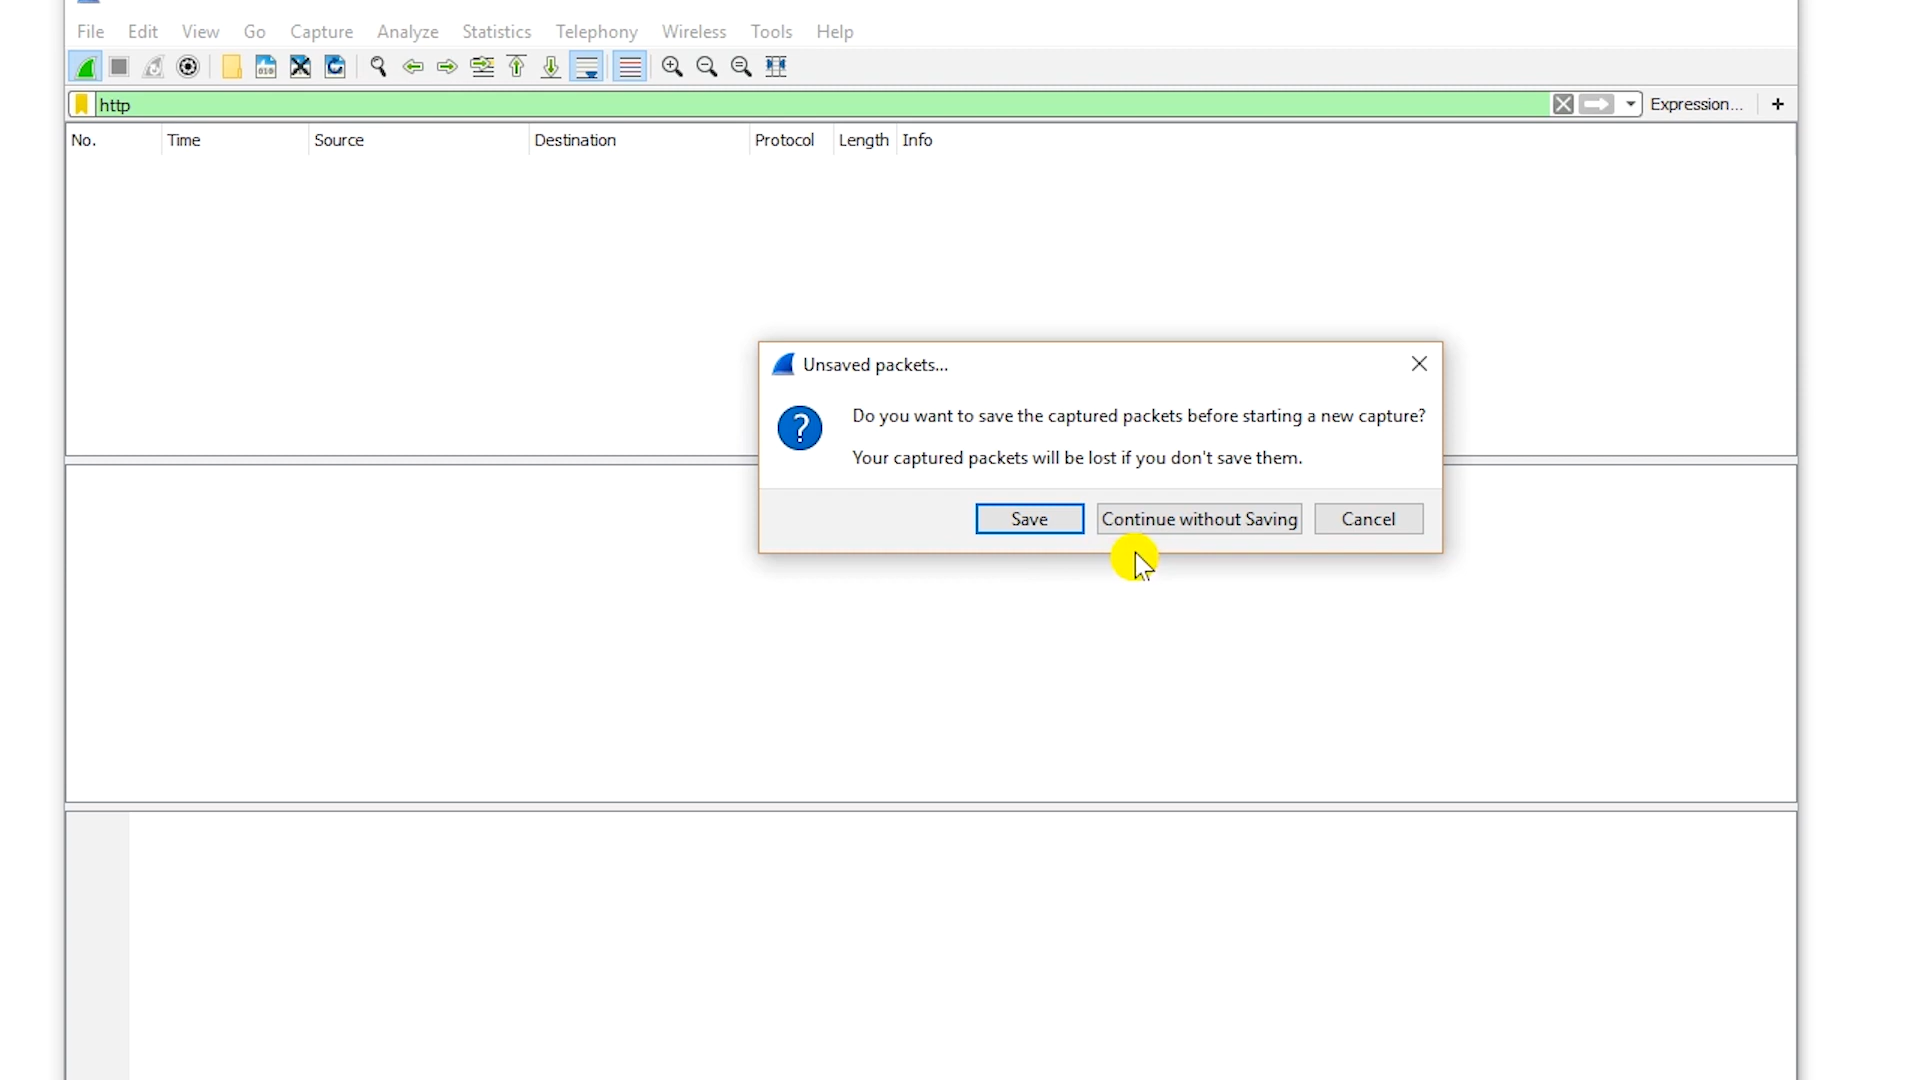 File Edit View Go Capture Analyze Statistics Telephony Wireless Tools Help
http Expression... +
No. Time Source Destination Protocol Length Info
Unsaved packets...
Do you want to save the captured packets before starting a new capture?
Your captured packets will be lost if you don't save them.
Save Continue without Saving Cancel